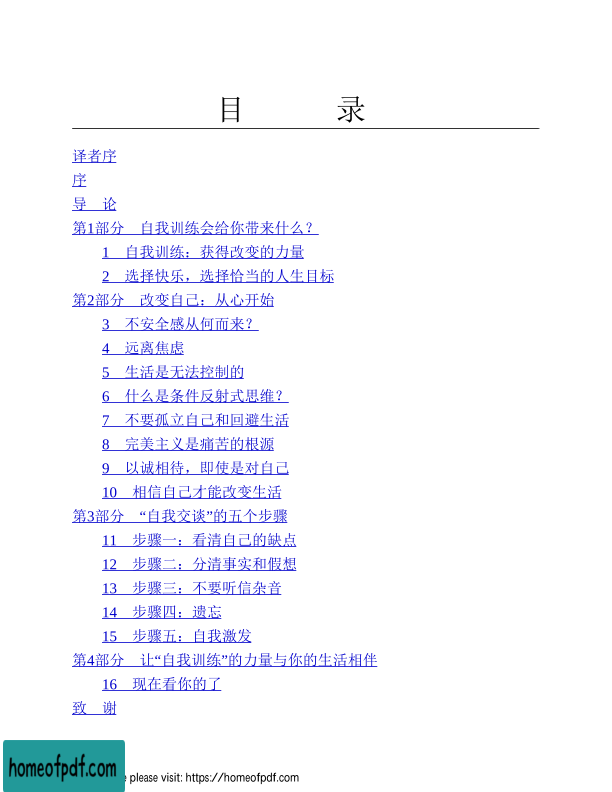 目 录
译者序
序
导 论
第1部分 自我训练会给你带来什么？
1 自我训练：获得改变的力量
2 选择快乐，选择恰当的人生目标
第2部分 改变自己：从心开始
3 不安全感从何而来？
4 远离焦虑
5 生活是无法控制的
6 什么是条件反射式思维？
7 不要孤立自己和回避生活
8 完美主义是痛苦的根源
9 以诚相待，即使是对自己
10 相信自己才能改变生活
第3部分 “自我交谈”的五个步骤
11 步骤一：看清自己的缺点
12 步骤二：分清事实和假想
13 步骤三：不要听信杂音
14 步骤四：遗忘
15 步骤五：自我激发
第4部分 让“自我训练”的力量与你的生活相伴
16 现在看你的了
致 谢
homeofpdf.com
e please visit: https://homeofpdf.com